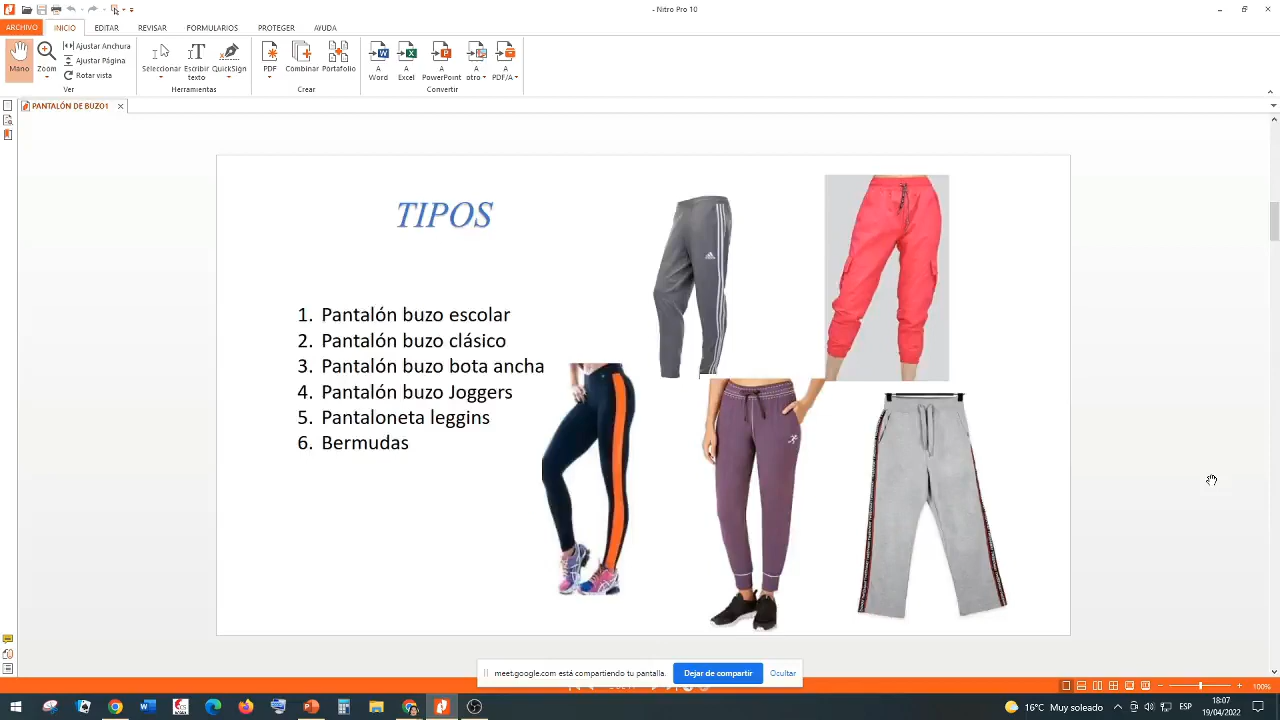 - Nitro Pro 10
ARCHIVO
INICIO
EDITAR
REVISAR
FORMULARIOS
PROTEGER
AYUDA
Mano
Zoom
Ajustar Anchura
Ajustar Página
Rotar vista
Ver
Seleccionar
Escribir texto
QuickSign
Herramientas
PDF
Combinar
Portafolio
Crear
A Word
A Excel
A PowerPoint
A otro
A PDF/A
Convertir
PANTALÓN DE BUZO1
TIPOS
1. Pantalón buzo escolar
2. Pantalón buzo clásico
3. Pantalón buzo bota ancha
4. Pantalón buzo Joggers
5. Pantaloneta leggins
6. Bermudas
meet.google.com está compartiendo tu pantalla.
Dejar de compartir
Ocultar
100%
16°C Muy soleado
ESP
18:07
19/04/2022